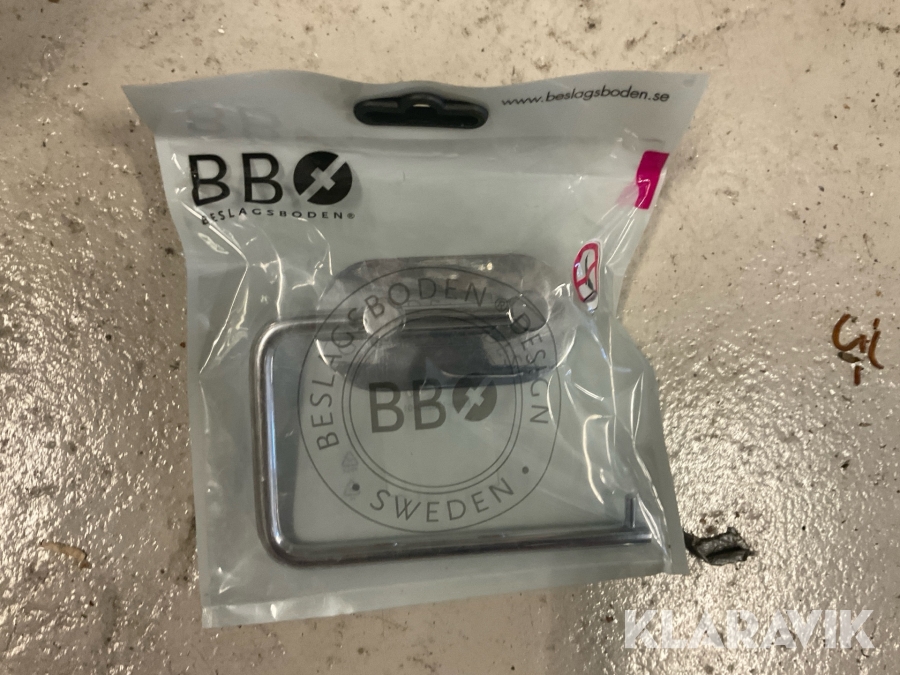 www.beslagsboden.se
BB
BESLAGSBODEN®
BESLAGSBODEN® DESIGN
BB
• SWEDEN •
KLARAVIK